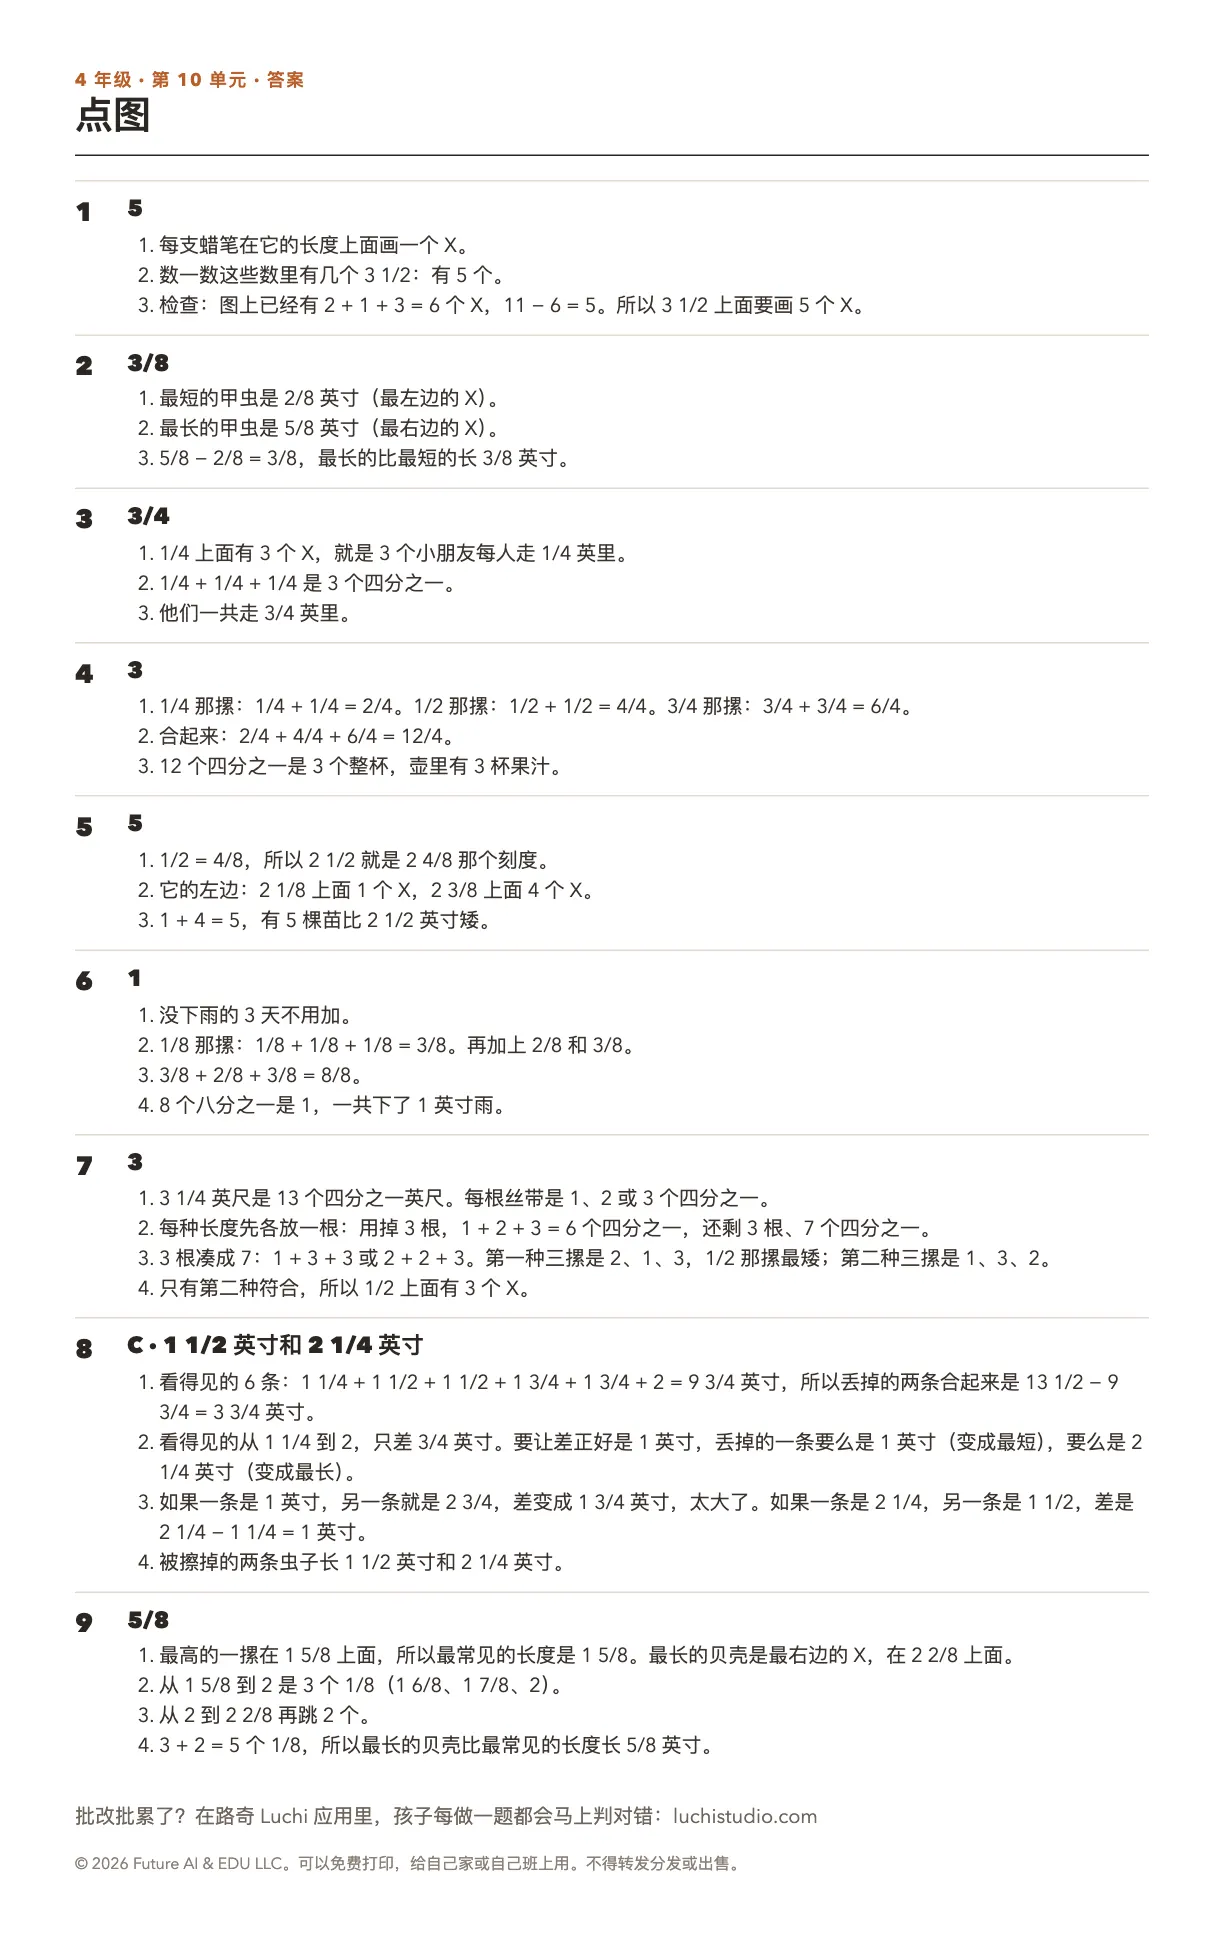 4 年级 · 第 10 单元 · 答案
点图
1
5
1. 每支蜡笔在它的长度上面画一个 X。
2. 数一数这些数里有几个 3 1/2：有 5 个。
3. 检查：图上已经有 2 + 1 + 3 = 6 个 X，11 − 6 = 5。所以 3 1/2 上面要画 5 个 X。
2
3/8
1. 最短的甲虫是 2/8 英寸（最左边的 X）。
2. 最长的甲虫是 5/8 英寸（最右边的 X）。
3. 5/8 − 2/8 = 3/8，最长的比最短的长 3/8 英寸。
3
3/4
1. 1/4 上面有 3 个 X，就是 3 个小朋友每人走 1/4 英里。
2. 1/4 + 1/4 + 1/4 是 3 个四分之一。
3. 他们一共走 3/4 英里。
4
3
1. 1/4 那摞：1/4 + 1/4 = 2/4。1/2 那摞：1/2 + 1/2 = 4/4。3/4 那摞：3/4 + 3/4 = 6/4。
2. 合起来：2/4 + 4/4 + 6/4 = 12/4。
3. 12 个四分之一是 3 个整杯，壶里有 3 杯果汁。
5
5
1. 1/2 = 4/8，所以 2 1/2 就是 2 4/8 那个刻度。
2. 它的左边：2 1/8 上面 1 个 X，2 3/8 上面 4 个 X。
3. 1 + 4 = 5，有 5 棵苗比 2 1/2 英寸矮。
6
1
1. 没下雨的 3 天不用加。
2. 1/8 那摞：1/8 + 1/8 + 1/8 = 3/8。再加上 2/8 和 3/8。
3. 3/8 + 2/8 + 3/8 = 8/8。
4. 8 个八分之一是 1，一共下了 1 英寸雨。
7
3
1. 3 1/4 英尺是 13 个四分之一英尺。每根丝带是 1、2 或 3 个四分之一。
2. 每种长度先各放一根：用掉 3 根，1 + 2 + 3 = 6 个四分之一，还剩 3 根、7 个四分之一。
3. 3 根凑成 7：1 + 3 + 3 或 2 + 2 + 3。第一种三摞是 2、1、3，1/2 那摞最矮；第二种三摞是 1、3、2。
4. 只有第二种符合，所以 1/2 上面有 3 个 X。
8
C · 1 1/2 英寸和 2 1/4 英寸
1. 看得见的 6 条：1 1/4 + 1 1/2 + 1 1/2 + 1 3/4 + 1 3/4 + 2 = 9 3/4 英寸，所以丢掉的两条合起来是 13 1/2 − 9
3/4 = 3 3/4 英寸。
2. 看得见的从 1 1/4 到 2，只差 3/4 英寸。要让差正好是 1 英寸，丢掉的一条要么是 1 英寸（变成最短），要么是 2
1/4 英寸（变成最长）。
3. 如果一条是 1 英寸，另一条就是 2 3/4，差变成 1 3/4 英寸，太大了。如果一条是 2 1/4，另一条是 1 1/2，差是
2 1/4 − 1 1/4 = 1 英寸。
4. 被擦掉的两条虫子长 1 1/2 英寸和 2 1/4 英寸。
9
5/8
1. 最高的一摞在 1 5/8 上面，所以最常见的长度是 1 5/8。最长的贝壳是最右边的 X，在 2 2/8 上面。
2. 从 1 5/8 到 2 是 3 个 1/8（1 6/8、1 7/8、2）。
3. 从 2 到 2 2/8 再跳 2 个。
4. 3 + 2 = 5 个 1/8，所以最长的贝壳比最常见的长度长 5/8 英寸。
批改批累了？在路奇 Luchi 应用里，孩子每做一题都会马上判对错：luchistudio.com
© 2026 Future AI & EDU LLC。可以免费打印，给自己家或自己班上用。不得转发分发或出售。